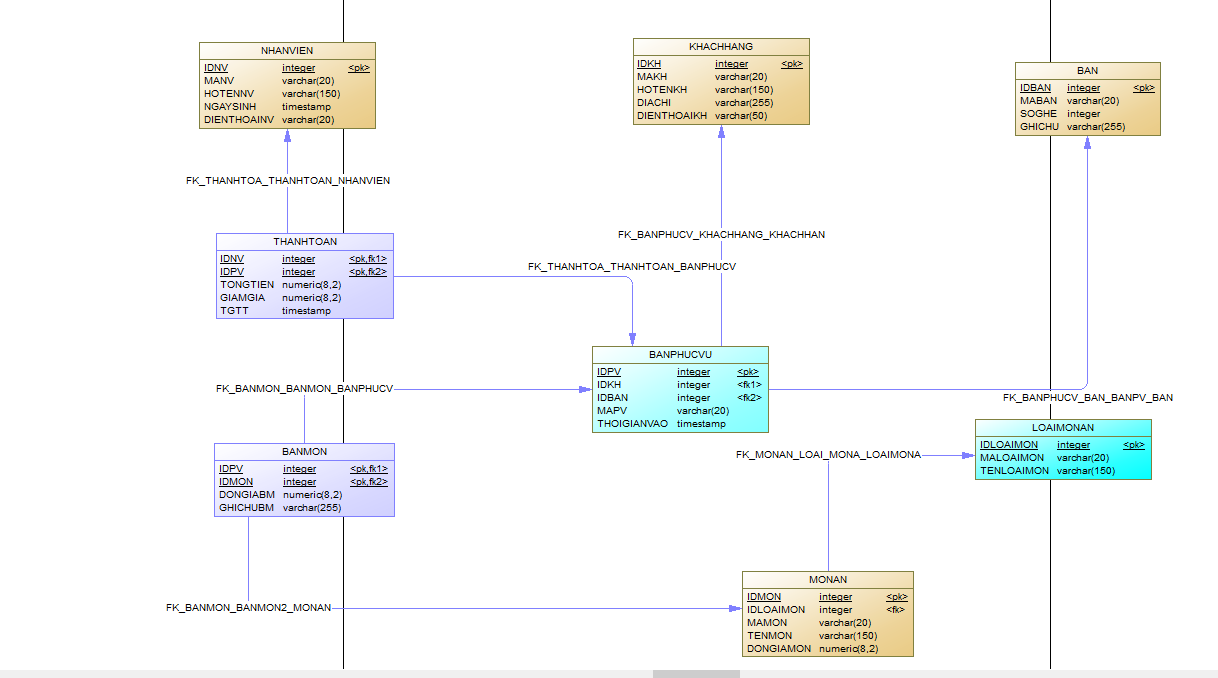 NHANVIEN
IDNV integer <pk>
MANV varchar(20)
HOTENNV varchar(150)
NGAYSINH timestamp
DIENTHOAINV varchar(20)
KHACHHANG
IDKH integer <pk>
MAKH varchar(20)
HOTENKH varchar(150)
DIACHI varchar(255)
DIENTHOAIKH varchar(50)
BAN
IDBAN integer <pk>
MABAN varchar(20)
SOGHE integer
GHICHU varchar(255)
FK_THANHTOA_THANHTOAN_NHANVIEN
FK_BANPHUCV_KHACHHANG_KHACHHAN
THANHTOAN
IDNV integer <pk,fk1>
IDPV integer <pk,fk2>
TONGTIEN numeric(8,2)
GIAMGIA numeric(8,2)
TGTT timestamp
FK_THANHTOA_THANHTOAN_BANPHUCV
BANPHUCVU
IDPV integer <pk>
IDKH integer <fk1>
IDBAN integer <fk2>
MAPV varchar(20)
THOIGIANVAO timestamp
FK_BANMON_BANMON_BANPHUCV
FK_BANPHUCV_BAN_BANPV_BAN
LOAIMONAN
IDLOAIMON integer <pk>
MALOAIMON varchar(20)
TENLOAIMON varchar(150)
BANMON
IDPV integer <pk,fk1>
IDMON integer <pk,fk2>
DONGIABM numeric(8,2)
GHICHUBM varchar(255)
FK_MONAN_LOAI_MONA_LOAIMONA
MONAN
IDMON integer <pk>
IDLOAIMON integer <fk>
MAMON varchar(20)
TENMON varchar(150)
DONGIAMON numeric(8,2)
FK_BANMON_BANMON2_MONAN